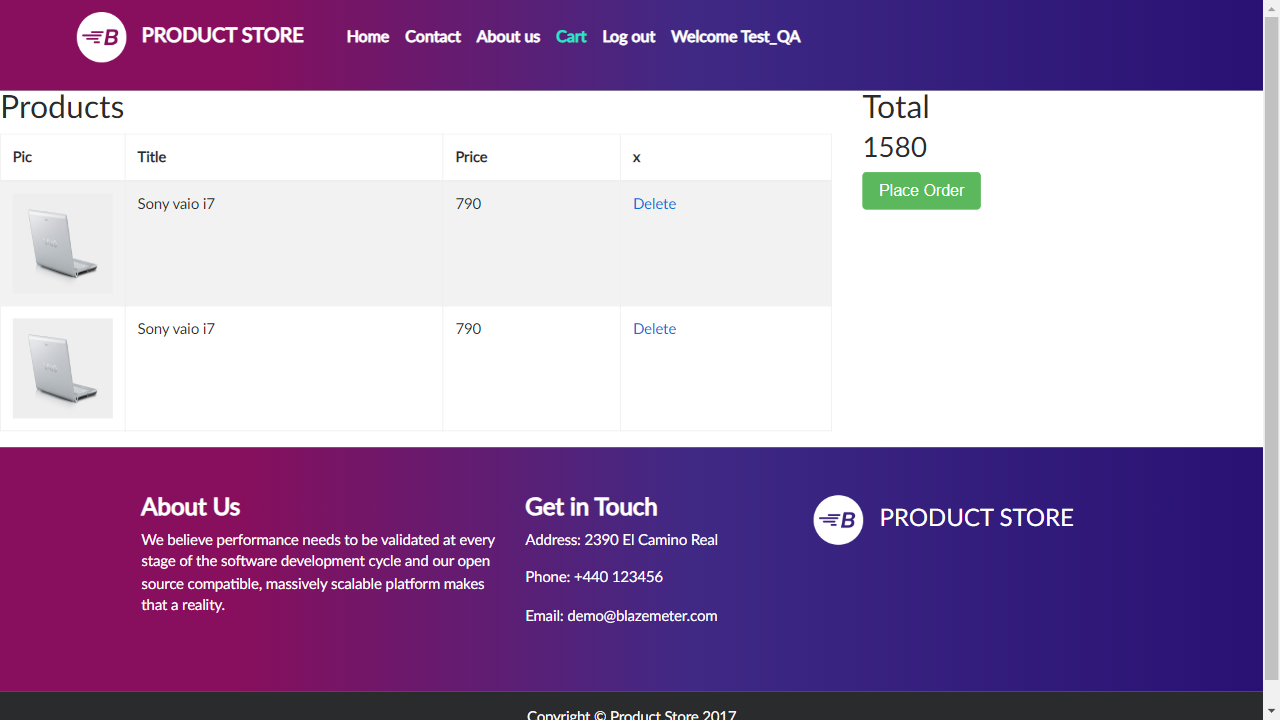 B PRODUCT STORE Home Contact About us Cart Log out Welcome Test_QA
Products
Total
1580
Place Order
Pic Title Price x
Sony vaio i7 790 Delete
Sony vaio i7 790 Delete
About Us
We believe performance needs to be validated at every
stage of the software development cycle and our open
source compatible, massively scalable platform makes
that a reality.
Get in Touch
Address: 2390 El Camino Real
Phone: +440 123456
Email: demo@blazemeter.com
B PRODUCT STORE
Copyright © Product Store 2017